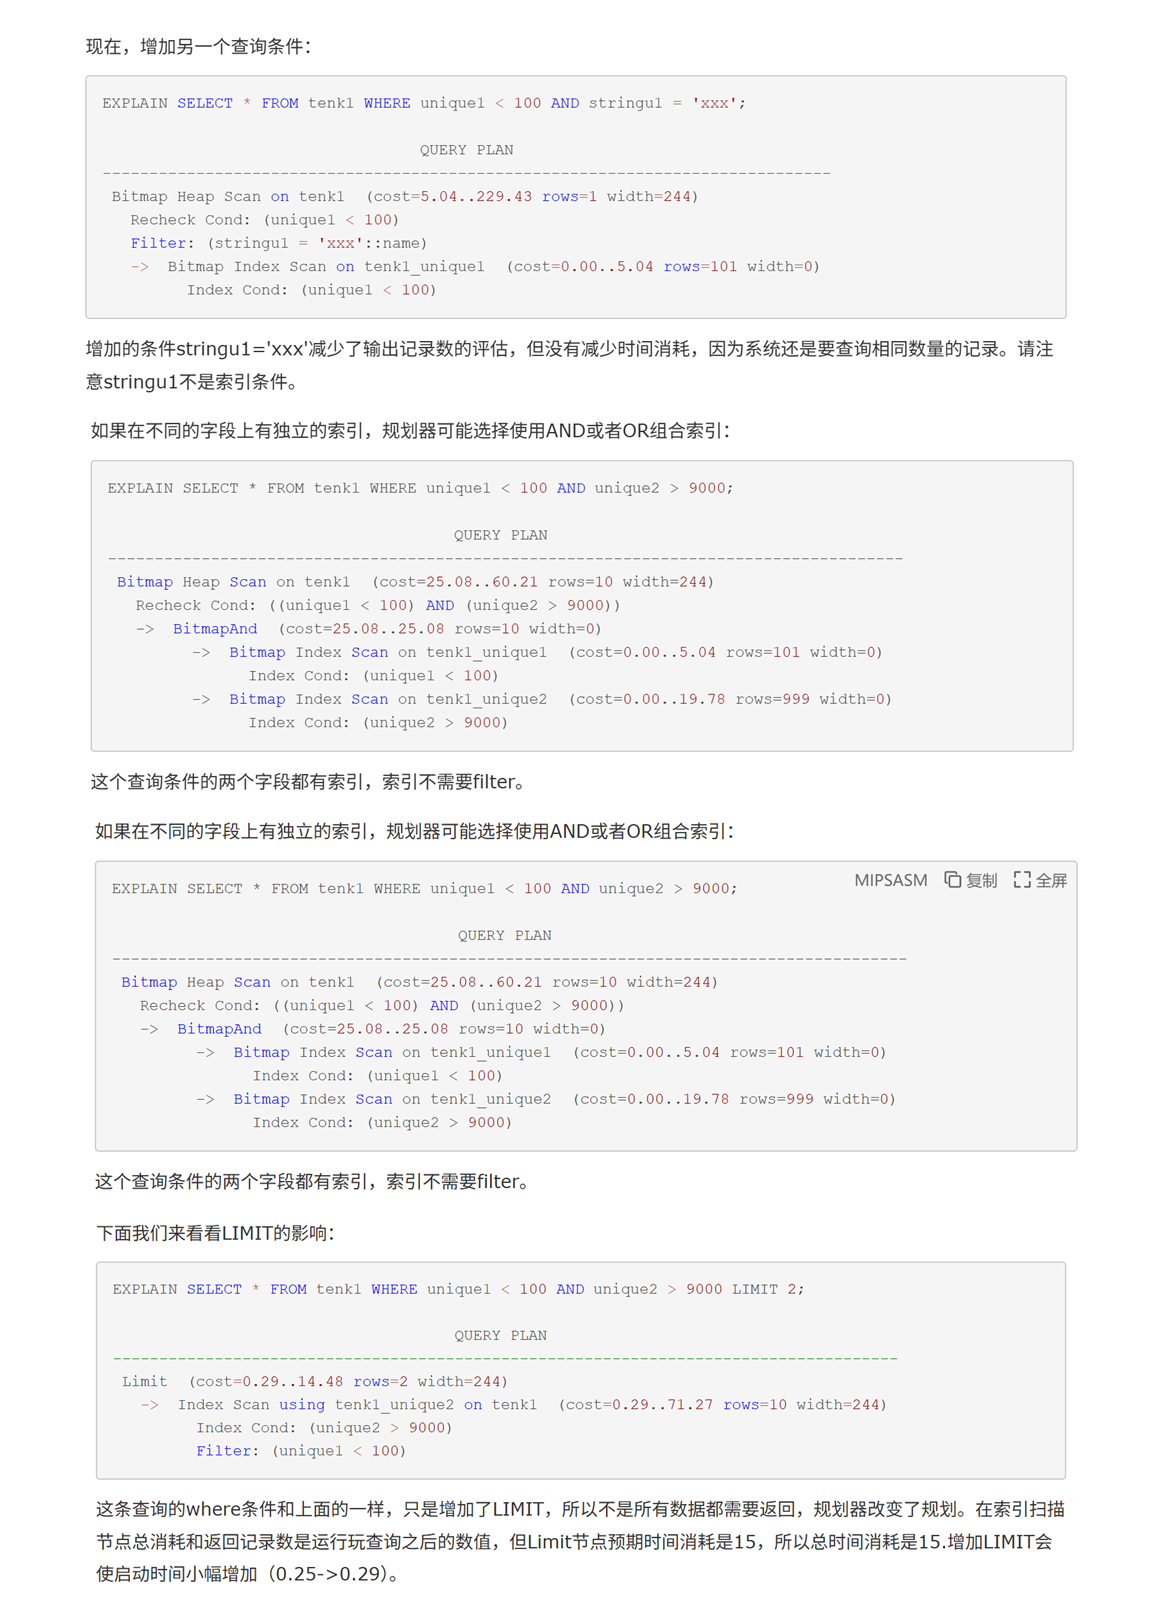 现在，增加另一个查询条件：
EXPLAIN SELECT * FROM tenk1 WHERE unique1 < 100 AND stringu1 = 'xxx';
QUERY PLAN
------------------------------------------------------------------------------
Bitmap Heap Scan on tenk1  (cost=5.04..229.43 rows=1 width=244)
Recheck Cond: (unique1 < 100)
Filter: (stringu1 = 'xxx'::name)
->  Bitmap Index Scan on tenk1_unique1  (cost=0.00..5.04 rows=101 width=0)
Index Cond: (unique1 < 100)
增加的条件stringu1='xxx'减少了输出记录数的评估，但没有减少时间消耗，因为系统还是要查询相同数量的记录。请注
意stringu1不是索引条件。
如果在不同的字段上有独立的索引，规划器可能选择使用AND或者OR组合索引：
EXPLAIN SELECT * FROM tenk1 WHERE unique1 < 100 AND unique2 > 9000;
QUERY PLAN
-------------------------------------------------------------------------------------
Bitmap Heap Scan on tenk1  (cost=25.08..60.21 rows=10 width=244)
Recheck Cond: ((unique1 < 100) AND (unique2 > 9000))
->  BitmapAnd  (cost=25.08..25.08 rows=10 width=0)
->  Bitmap Index Scan on tenk1_unique1  (cost=0.00..5.04 rows=101 width=0)
Index Cond: (unique1 < 100)
->  Bitmap Index Scan on tenk1_unique2  (cost=0.00..19.78 rows=999 width=0)
Index Cond: (unique2 > 9000)
这个查询条件的两个字段都有索引，索引不需要filter。
如果在不同的字段上有独立的索引，规划器可能选择使用AND或者OR组合索引：
MIPSASM 复制 全屏
EXPLAIN SELECT * FROM tenk1 WHERE unique1 < 100 AND unique2 > 9000;
QUERY PLAN
-------------------------------------------------------------------------------------
Bitmap Heap Scan on tenk1  (cost=25.08..60.21 rows=10 width=244)
Recheck Cond: ((unique1 < 100) AND (unique2 > 9000))
->  BitmapAnd  (cost=25.08..25.08 rows=10 width=0)
->  Bitmap Index Scan on tenk1_unique1  (cost=0.00..5.04 rows=101 width=0)
Index Cond: (unique1 < 100)
->  Bitmap Index Scan on tenk1_unique2  (cost=0.00..19.78 rows=999 width=0)
Index Cond: (unique2 > 9000)
这个查询条件的两个字段都有索引，索引不需要filter。
下面我们来看看LIMIT的影响：
EXPLAIN SELECT * FROM tenk1 WHERE unique1 < 100 AND unique2 > 9000 LIMIT 2;
QUERY PLAN
-------------------------------------------------------------------------------------
Limit  (cost=0.29..14.48 rows=2 width=244)
->  Index Scan using tenk1_unique2 on tenk1  (cost=0.29..71.27 rows=10 width=244)
Index Cond: (unique2 > 9000)
Filter: (unique1 < 100)
这条查询的where条件和上面的一样，只是增加了LIMIT，所以不是所有数据都需要返回，规划器改变了规划。在索引扫描
节点总消耗和返回记录数是运行玩查询之后的数值，但Limit节点预期时间消耗是15，所以总时间消耗是15.增加LIMIT会
使启动时间小幅增加（0.25->0.29）。